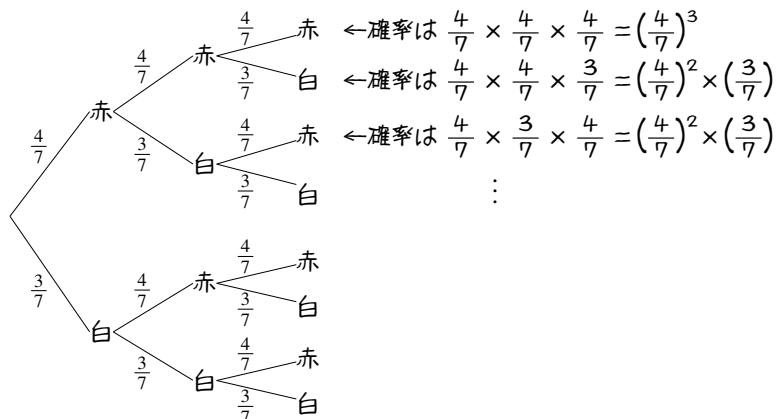 4/7 赤 ←確率は 4/7 × 4/7 × 4/7 = (4/7)³
4/7 赤
3/7 白 ←確率は 4/7 × 4/7 × 3/7 = (4/7)² × (3/7)
赤
4/7 3/7 白 4/7 赤 ←確率は 4/7 × 3/7 × 4/7 = (4/7)² × (3/7)
3/7 白 ⋮
4/7 赤
3/7 4/7 赤
3/7 白
白
4/7 赤
3/7 白
3/7 白